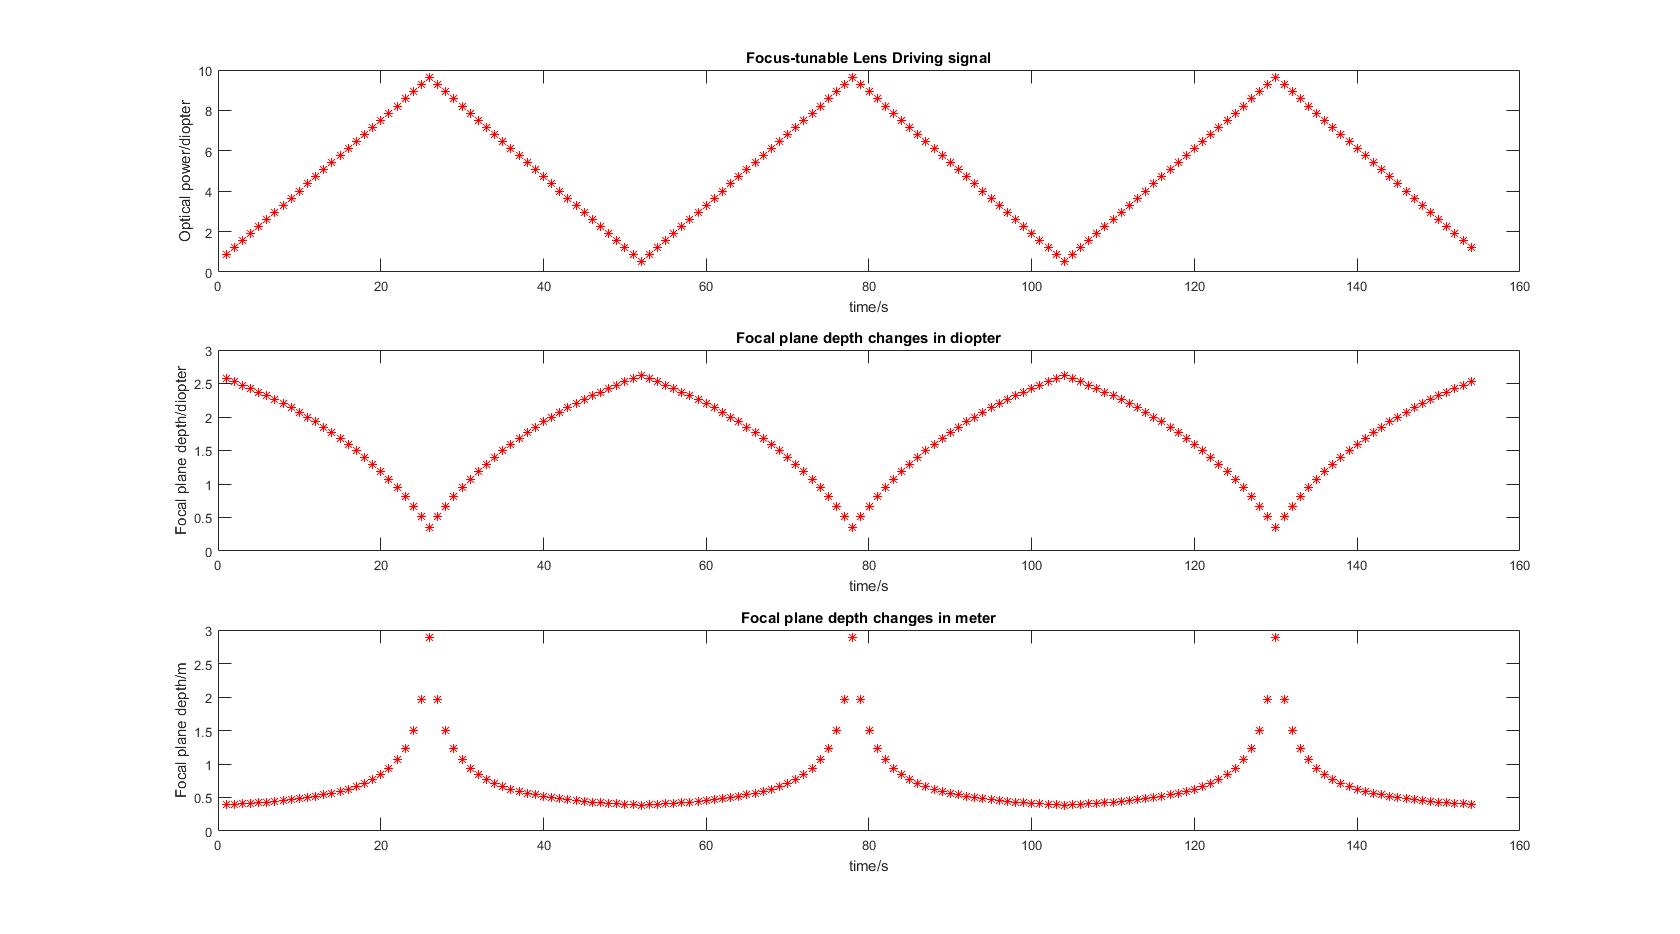 Focus-tunable Lens Driving signal
Optical power/diopter
10
8
6
4
2
0
0 20 40 60 80 100 120 140 160
time/s
Focal plane depth changes in diopter
Focal plane depth/diopter
3
2.5
2
1.5
1
0.5
0
0 20 40 60 80 100 120 140 160
time/s
Focal plane depth changes in meter
Focal plane depth/m
3
2.5
2
1.5
1
0.5
0
0 20 40 60 80 100 120 140 160
time/s